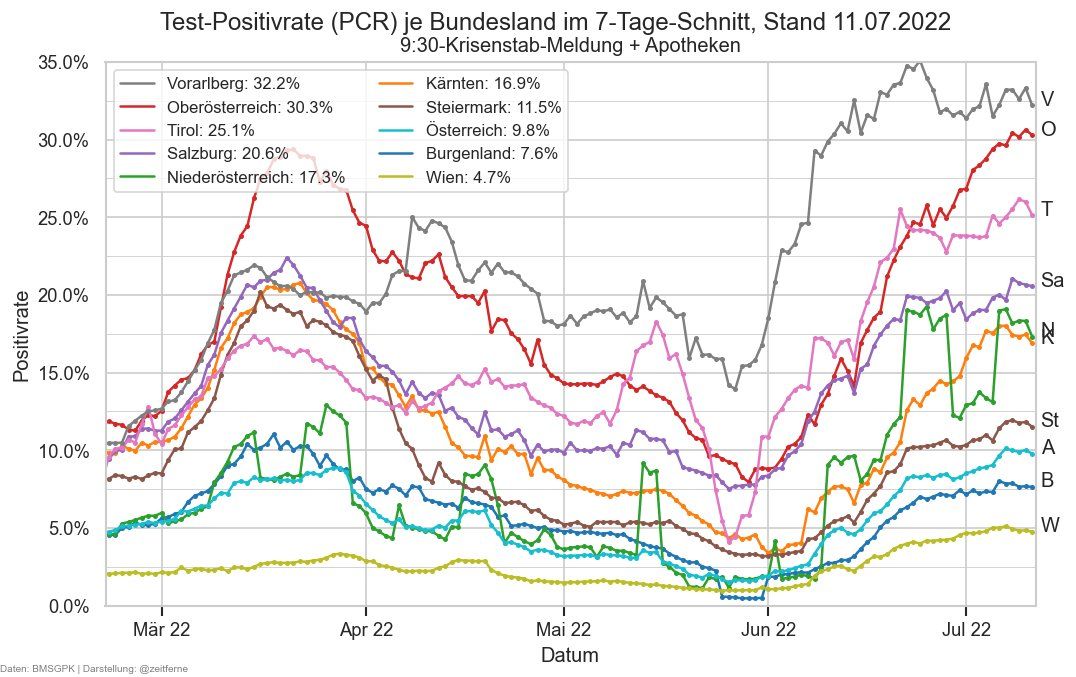 Test-Positivrate (PCR) je Bundesland im 7-Tage-Schnitt, Stand 11.07.2022
9:30-Krisenstab-Meldung + Apotheken
Vorarlberg: 32.2%
Oberösterreich: 30.3%
Tirol: 25.1%
Salzburg: 20.6%
Niederösterreich: 17.3%
Kärnten: 16.9%
Steiermark: 11.5%
Österreich: 9.8%
Burgenland: 7.6%
Wien: 4.7%
35.0%
30.0%
25.0%
20.0%
15.0%
10.0%
5.0%
0.0%
Positivrate
V
O
T
Sa
N
K
St
A
B
W
Mär 22
Apr 22
Mai 22
Jun 22
Jul 22
Datum
Daten: BMSGPK | Darstellung: @zeitferne